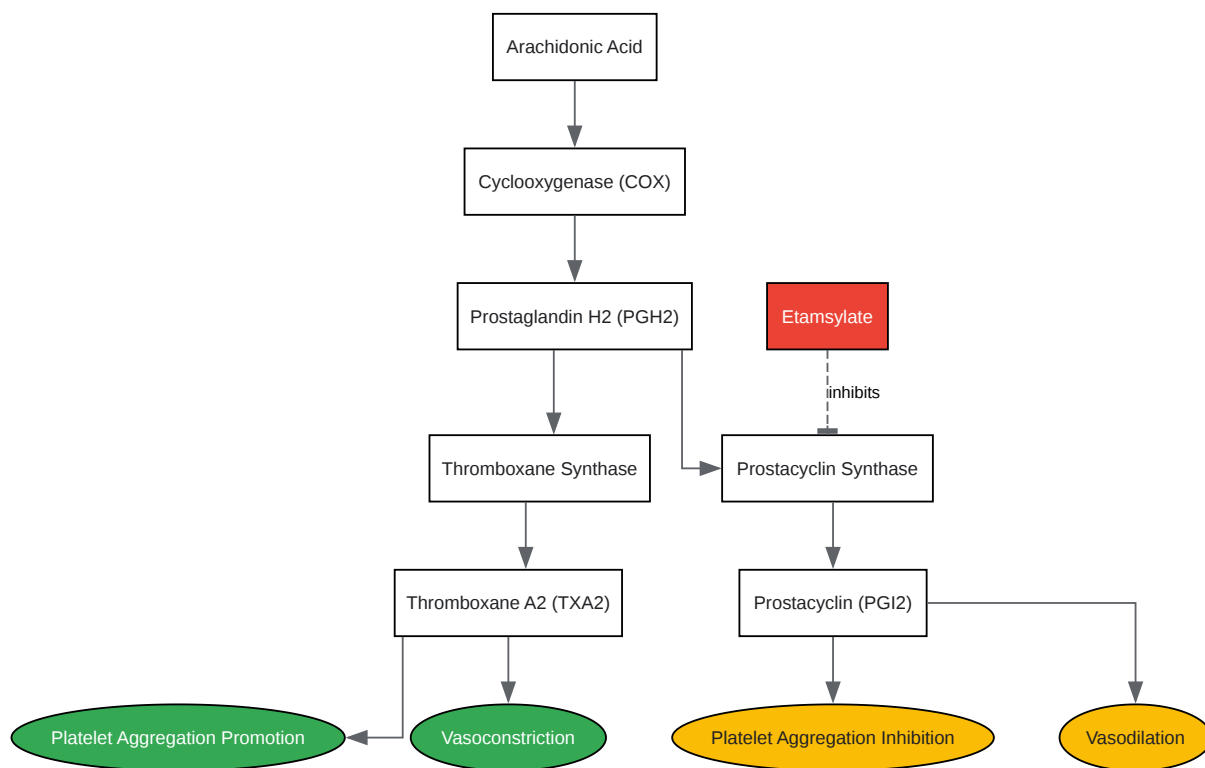 Arachidonic Acid
Cyclooxygenase (COX)
Prostaglandin H2 (PGH2)
Etamsylate
inhibits
Thromboxane Synthase
Prostacyclin Synthase
Thromboxane A2 (TXA2)
Prostacyclin (PGI2)
Platelet Aggregation Promotion
Vasoconstriction
Platelet Aggregation Inhibition
Vasodilation